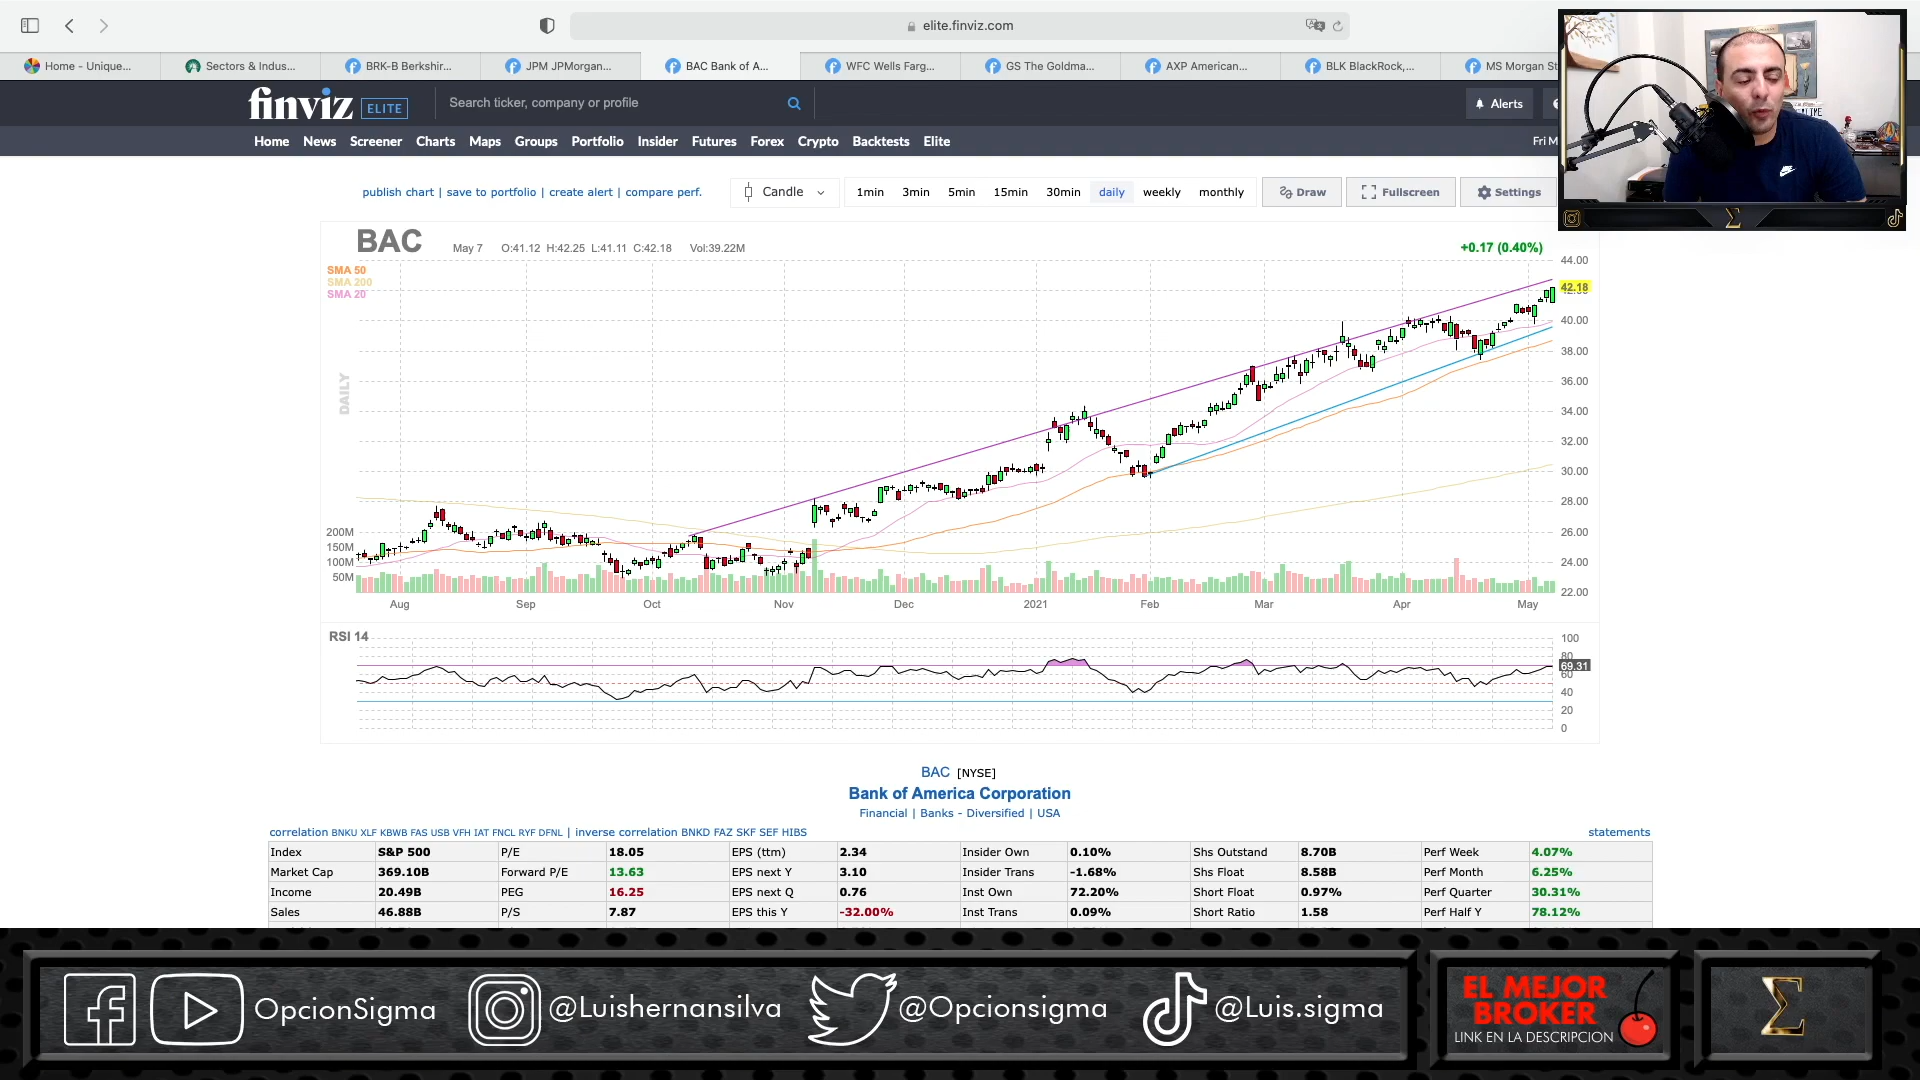 elite.finviz.com
Home - Unique...
Sectors & Indus...
BRK-B Berkshir...
JPM JPMorgan...
BAC Bank of A...
WFC Wells Farg...
GS The Goldma...
AXP American...
BLK BlackRock,...
MS Morgan St
finviz ELITE
Search ticker, company or profile
Alerts
Home News Screener Charts Maps Groups Portfolio Insider Futures Forex Crypto Backtests Elite
Fri M
publish chart | save to portfolio | create alert | compare perf.
Candle
1min 3min 5min 15min 30min daily weekly monthly
Draw
Fullscreen
Settings
BAC May 7 O:41.12 H:42.25 L:41.11 C:42.18 Vol:39.22M +0.17 (0.40%)
SMA 50
SMA 200
SMA 20
DAILY
44.00
42.18
40.00
38.00
36.00
34.00
32.00
30.00
28.00
26.00
24.00
22.00
200M
150M
100M
50M
Aug Sep Oct Nov Dec 2021 Feb Mar Apr May
RSI 14
100
80
69.31
60
40
20
0
BAC [NYSE]
Bank of America Corporation
Financial | Banks - Diversified | USA
correlation BNKU XLF KBWB FAS USB VFH IAT FNCL RYF DFNL | inverse correlation BNKD FAZ SKF SEF HIBS
statements
Index S&P 500 P/E 18.05 EPS (ttm) 2.34 Insider Own 0.10% Shs Outstand 8.70B Perf Week 4.07%
Market Cap 369.10B Forward P/E 13.63 EPS next Y 3.10 Insider Trans -1.68% Shs Float 8.58B Perf Month 6.25%
Income 20.49B PEG 16.25 EPS next Q 0.76 Inst Own 72.20% Short Float 0.97% Perf Quarter 30.31%
Sales 46.88B P/S 7.87 EPS this Y -32.00% Inst Trans 0.09% Short Ratio 1.58 Perf Half Y 78.12%
OpcionSigma
@Luishernansilva
@Opcionsigma
@Luis.sigma
EL MEJOR
BROKER
LINK EN LA DESCRIPCION
Σ